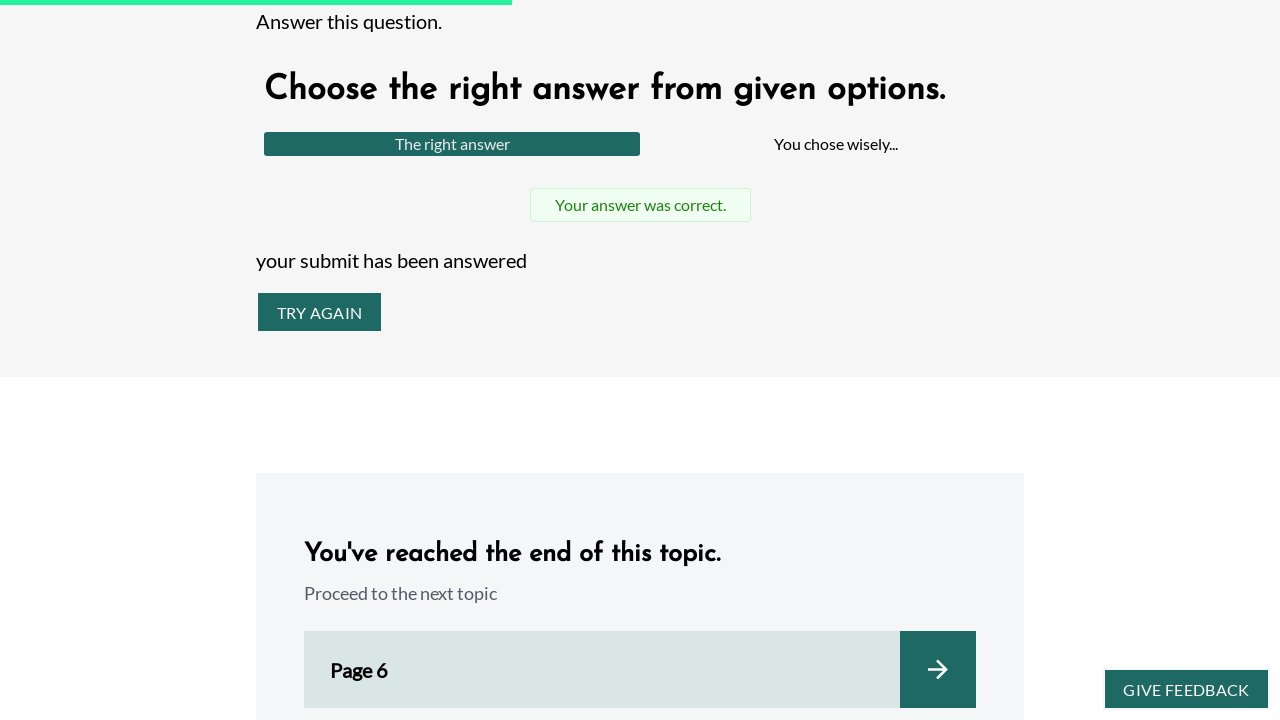 Answer this question.
Choose the right answer from given options.
The right answer
You chose wisely...
Your answer was correct.
your submit has been answered
TRY AGAIN
You've reached the end of this topic.
Proceed to the next topic
Page 6
GIVE FEEDBACK